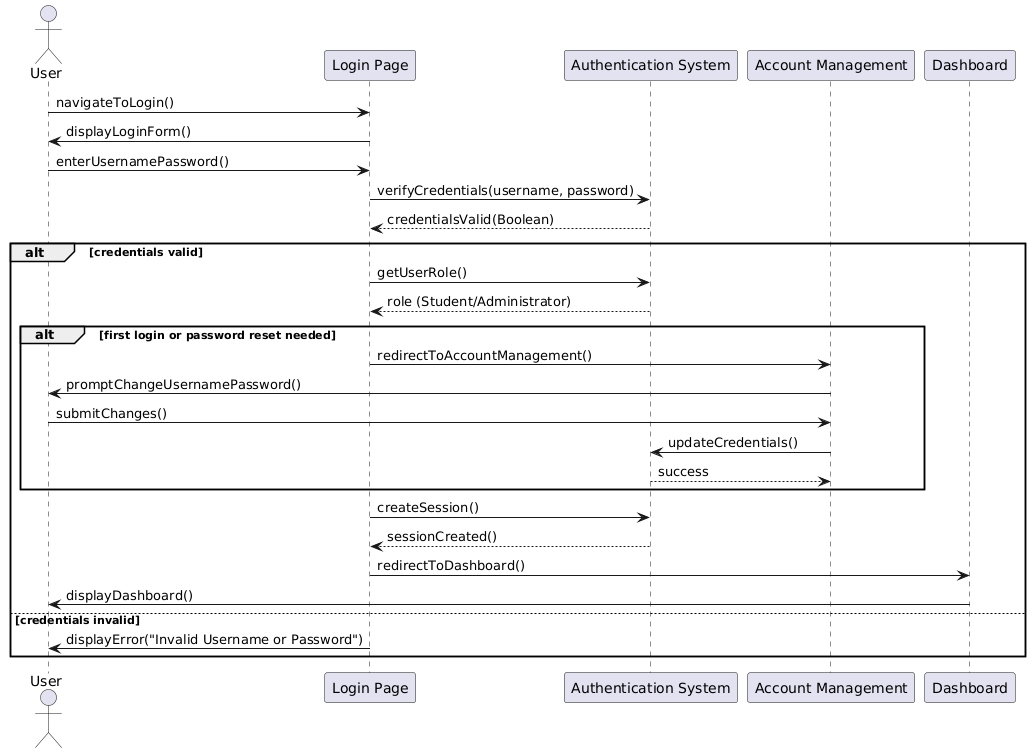 User
Login Page
Authentication System
Account Management
Dashboard
navigateToLogin()
displayLoginForm()
enterUsernamePassword()
verifyCredentials(username, password)
credentialsValid(Boolean)
alt [credentials valid]
getUserRole()
role (Student/Administrator)
alt [first login or password reset needed]
redirectToAccountManagement()
promptChangeUsernamePassword()
submitChanges()
updateCredentials()
success
createSession()
sessionCreated()
redirectToDashboard()
displayDashboard()
[credentials invalid]
displayError("Invalid Username or Password")
User
Login Page
Authentication System
Account Management
Dashboard